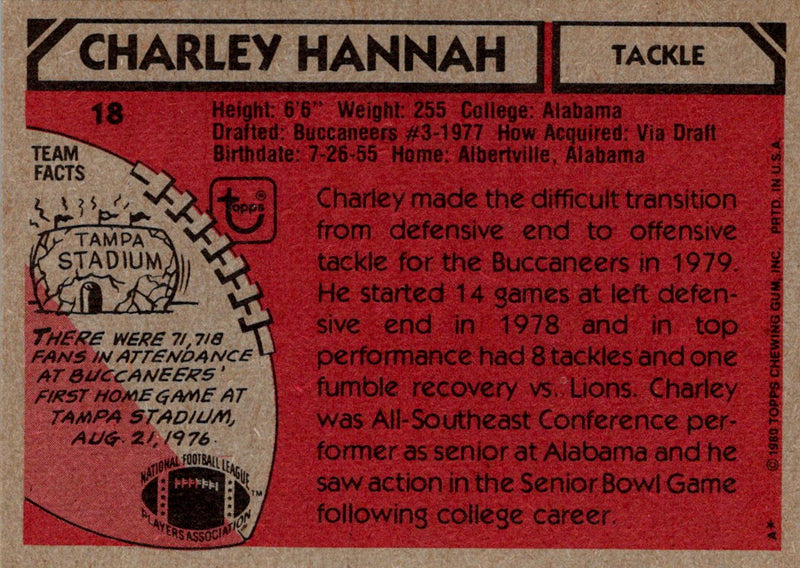 CHARLEY HANNAH
TACKLE
18
Height: 6'6" Weight: 255 College: Alabama
Drafted: Buccaneers #3-1977 How Acquired: Via Draft
Birthdate: 7-26-55 Home: Albertville, Alabama
TEAM
FACTS
TAMPA
STADIUM
THERE WERE 71,718
FANS IN ATTENDANCE
AT BUCCANEERS'
FIRST HOME GAME AT
TAMPA STADIUM,
AUG. 21, 1976.
NATIONAL FOOTBALL LEAGUE
PLAYERS ASSOCIATION
™
topps ®
Charley made the difficult transition
from defensive end to offensive
tackle for the Buccaneers in 1979.
He started 14 games at left defen-
sive end in 1978 and in top
performance had 8 tackles and one
fumble recovery vs. Lions. Charley
was All-Southeast Conference per-
former as senior at Alabama and he
saw action in the Senior Bowl Game
following college career.
A* © 1980 TOPPS CHEWING GUM, INC. PRTD. IN U.S.A.